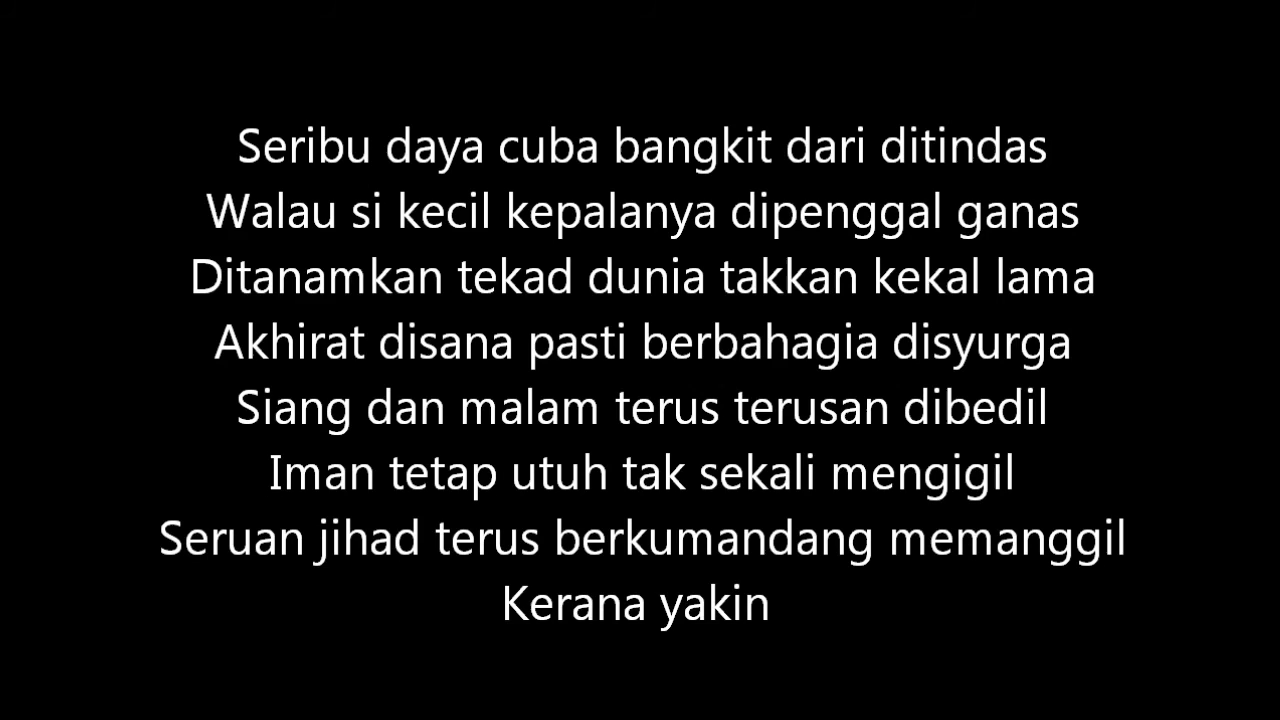 Seribu daya cuba bangkit dari ditindas
Walau si kecil kepalanya dipenggal ganas
Ditanamkan tekad dunia takkan kekal lama
Akhirat disana pasti berbahagia disyurga
Siang dan malam terus terusan dibedil
Iman tetap utuh tak sekali mengigil
Seruan jihad terus berkumandang memanggil
Kerana yakin